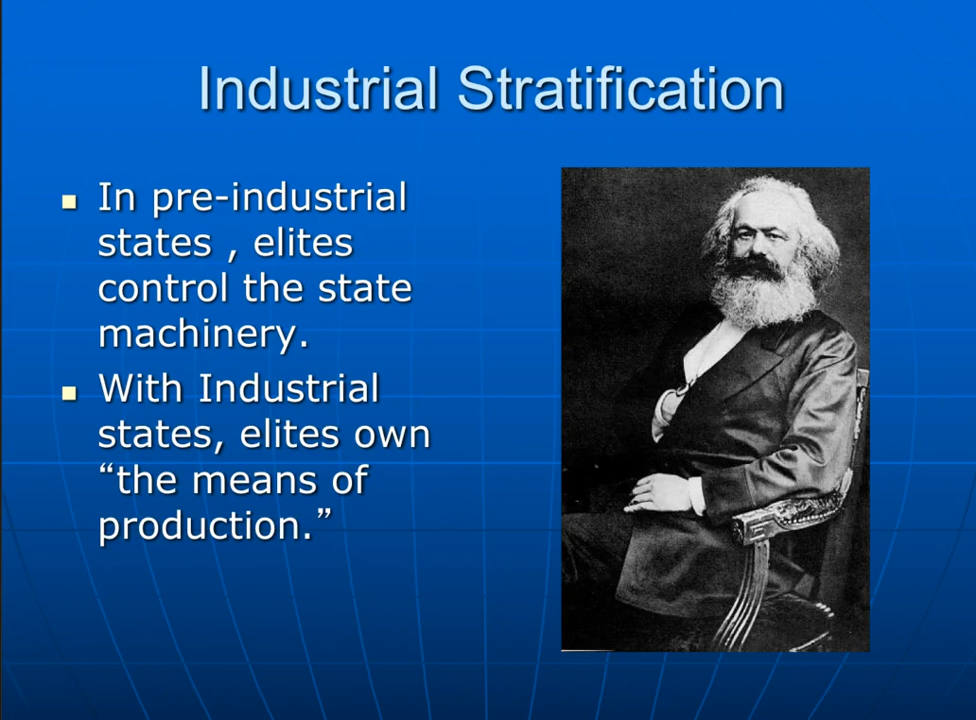 Industrial Stratification
In pre-industrial
states , elites
control the state
machinery.
With Industrial
states, elites own
“the means of
production.”